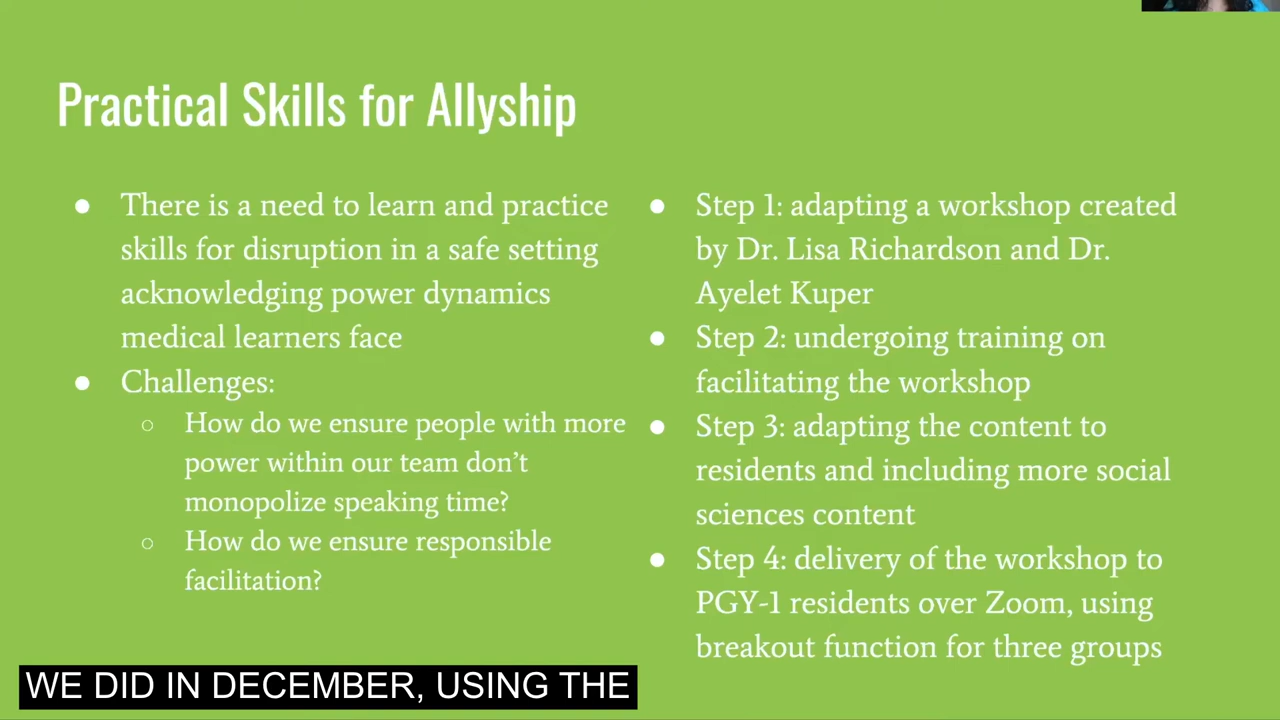 Practical Skills for Allyship
● There is a need to learn and practice
skills for disruption in a safe setting
acknowledging power dynamics
medical learners face
● Challenges:
○ How do we ensure people with more
power within our team don’t
monopolize speaking time?
○ How do we ensure responsible
facilitation?
● Step 1: adapting a workshop created
by Dr. Lisa Richardson and Dr.
Ayelet Kuper
● Step 2: undergoing training on
facilitating the workshop
● Step 3: adapting the content to
residents and including more social
sciences content
● Step 4: delivery of the workshop to
PGY-1 residents over Zoom, using
breakout function for three groups
WE DID IN DECEMBER, USING THE